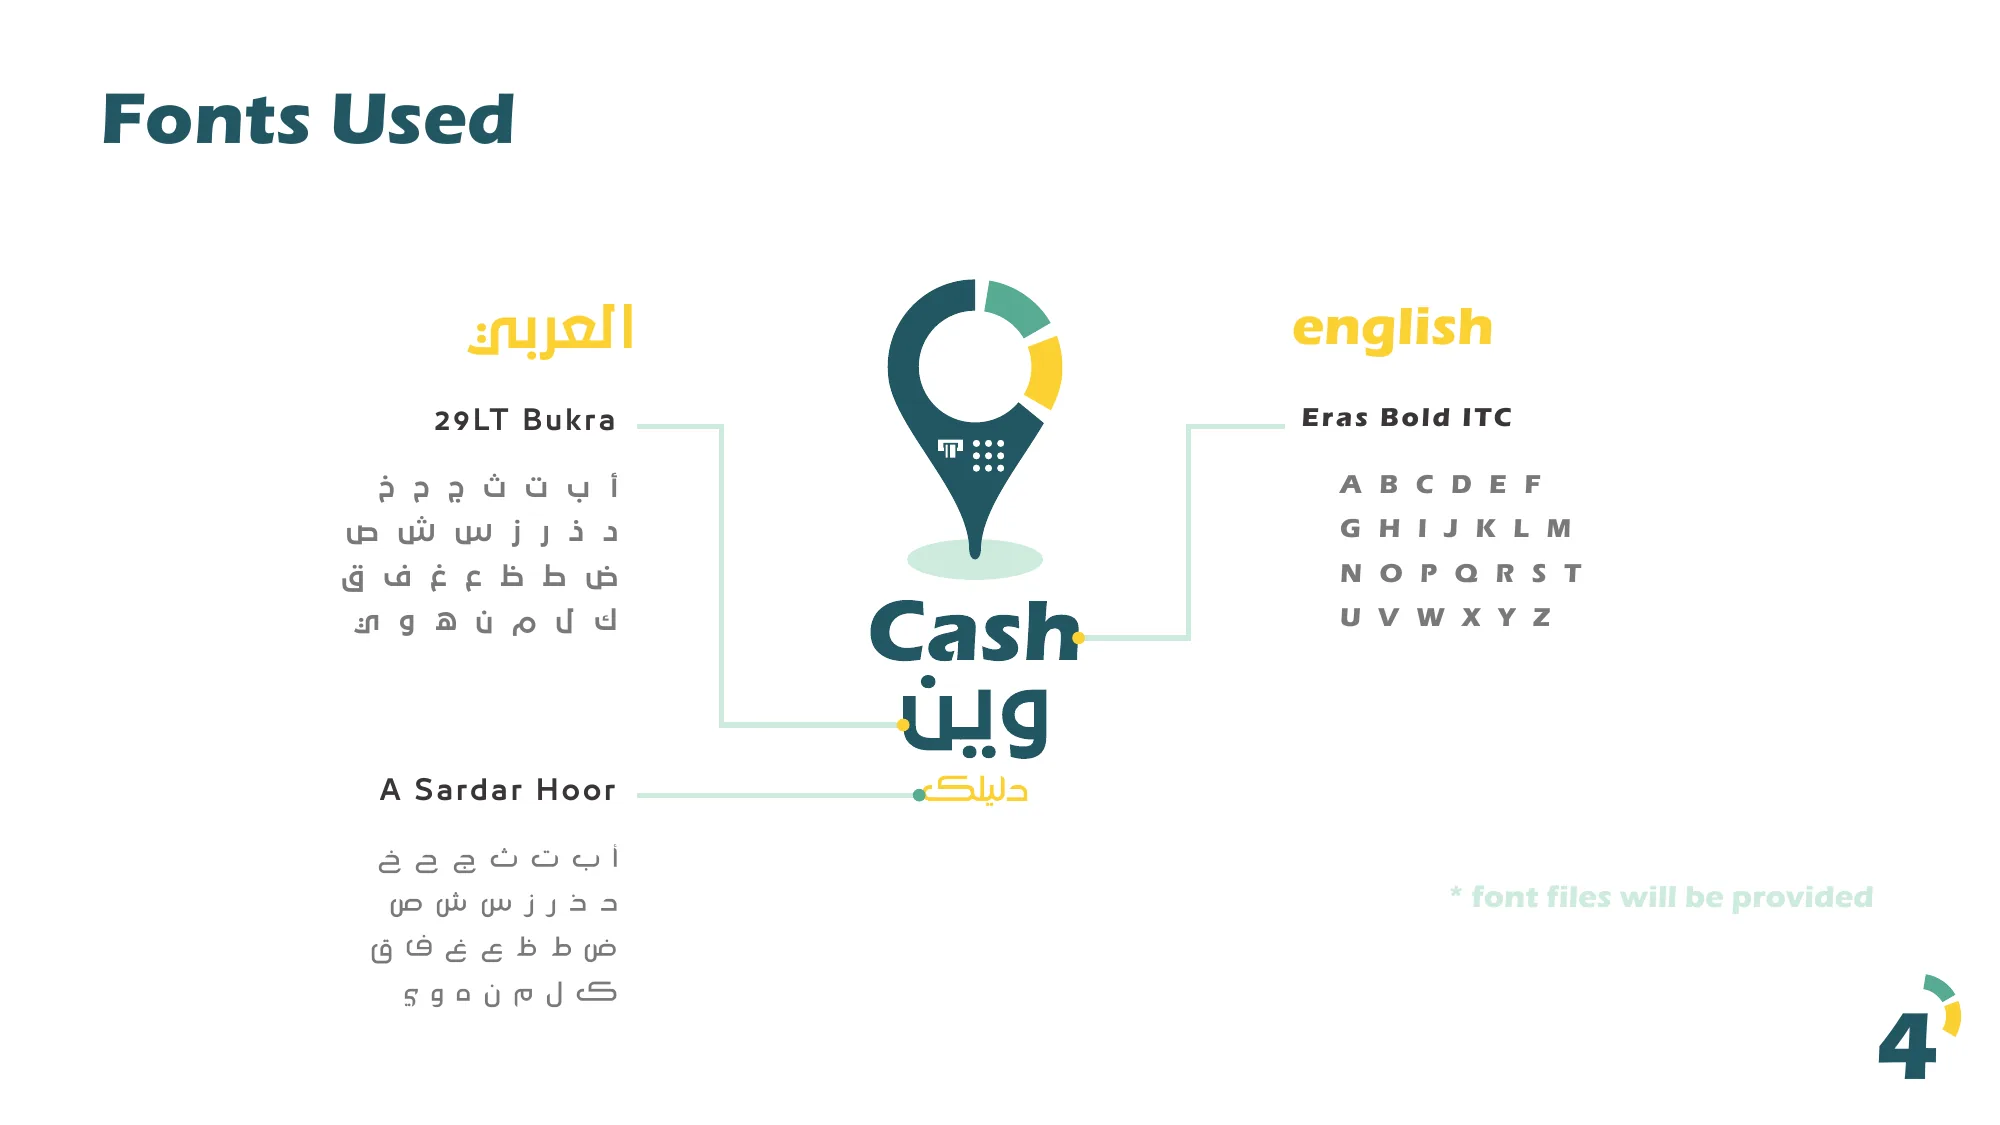 Fonts Used
العربي
29LT Bukra
أ ب ت ث ج ح خ
د ذ ر ز س ش ص
ض ط ظ ع غ ف ق
ك ل م ن ه و ي
A Sardar Hoor
أ ب ت ث ج ح خ
د ذ ر ز س ش ص
ض ط ظ ع غ ف ق
ک ل م ن ه و ي
Cash
وين
دليلک
english
Eras Bold ITC
A B C D E F
G H I J K L M
N O P Q R S T
U V W X Y Z
* font files will be provided
4